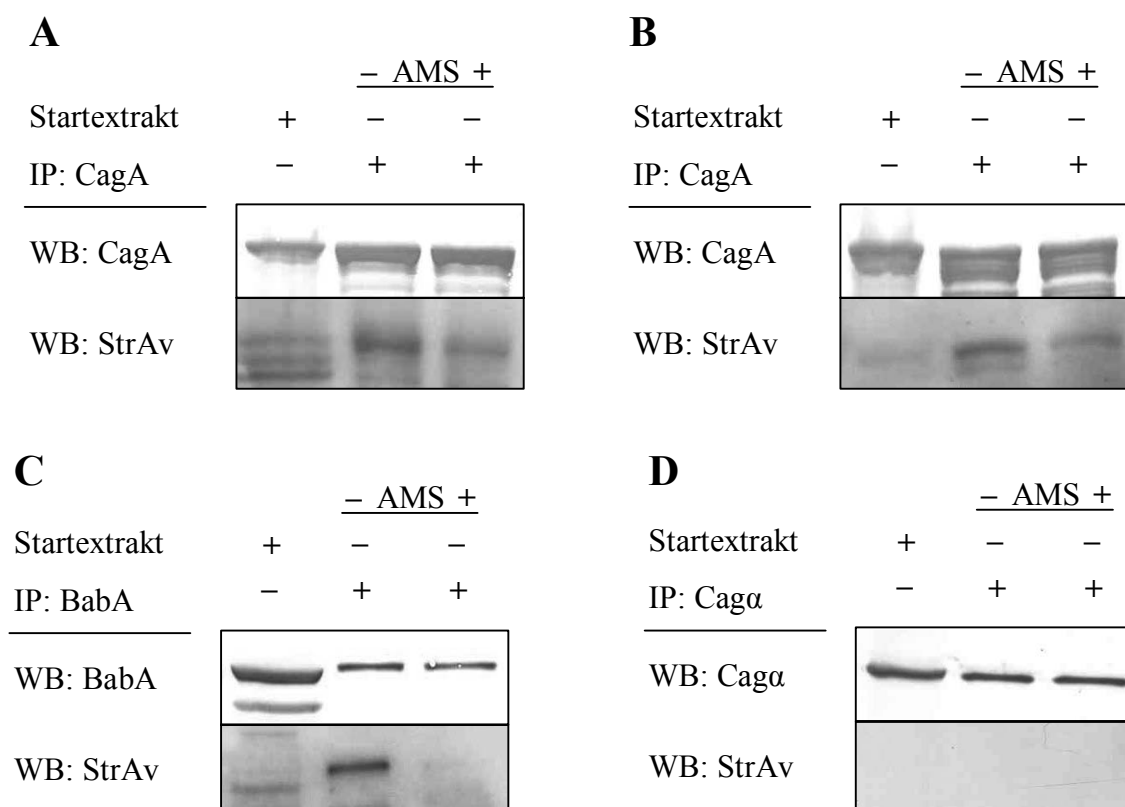 A
– AMS +
Startextrakt + – –
IP: CagA – + +
WB: CagA
WB: StrAv
B
– AMS +
Startextrakt + – –
IP: CagA – + +
WB: CagA
WB: StrAv
C
– AMS +
Startextrakt + – –
IP: BabA – + +
WB: BabA
WB: StrAv
D
– AMS +
Startextrakt + – –
IP: Cagα – + +
WB: Cagα
WB: StrAv